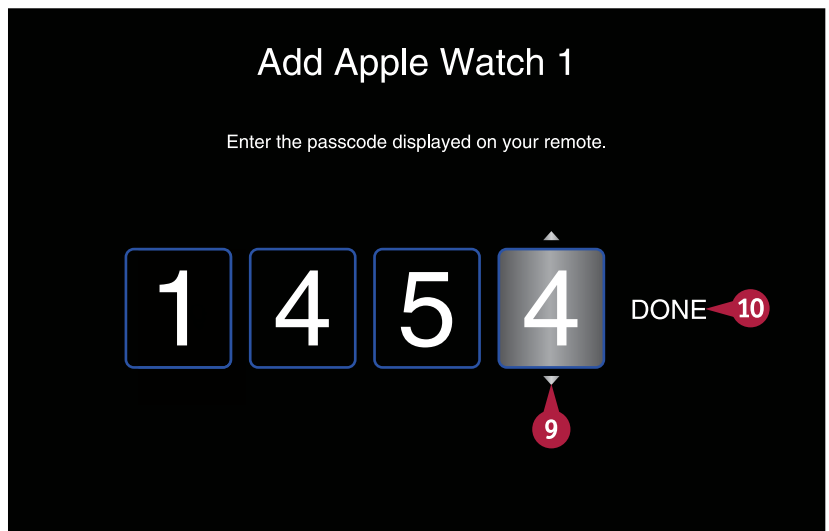 Add Apple Watch 1
Enter the passcode displayed on your remote.
1 4 5 4 DONE 10
9